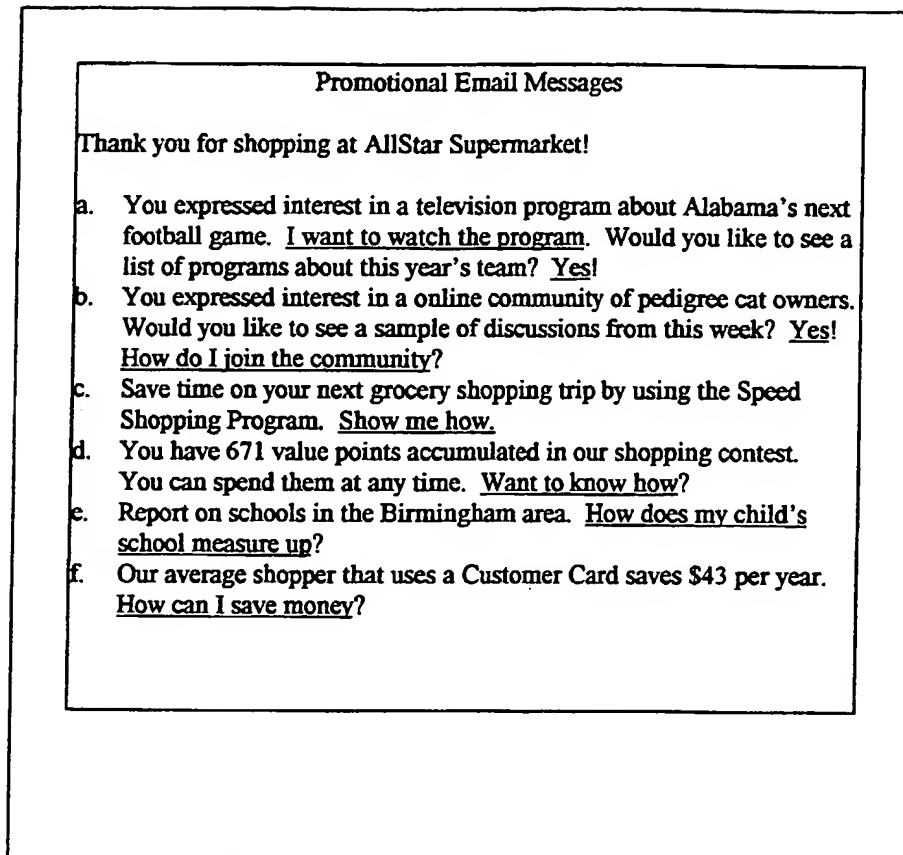 Promotional Email Messages
Thank you for shopping at AllStar Supermarket!
a. You expressed interest in a television program about Alabama's next
football game. I want to watch the program. Would you like to see a
list of programs about this year's team? Yes!
b. You expressed interest in a online community of pedigree cat owners.
Would you like to see a sample of discussions from this week? Yes!
How do I join the community?
c. Save time on your next grocery shopping trip by using the Speed
Shopping Program. Show me how.
d. You have 671 value points accumulated in our shopping contest.
You can spend them at any time. Want to know how?
e. Report on schools in the Birmingham area. How does my child's
school measure up?
f. Our average shopper that uses a Customer Card saves $43 per year.
How can I save money?